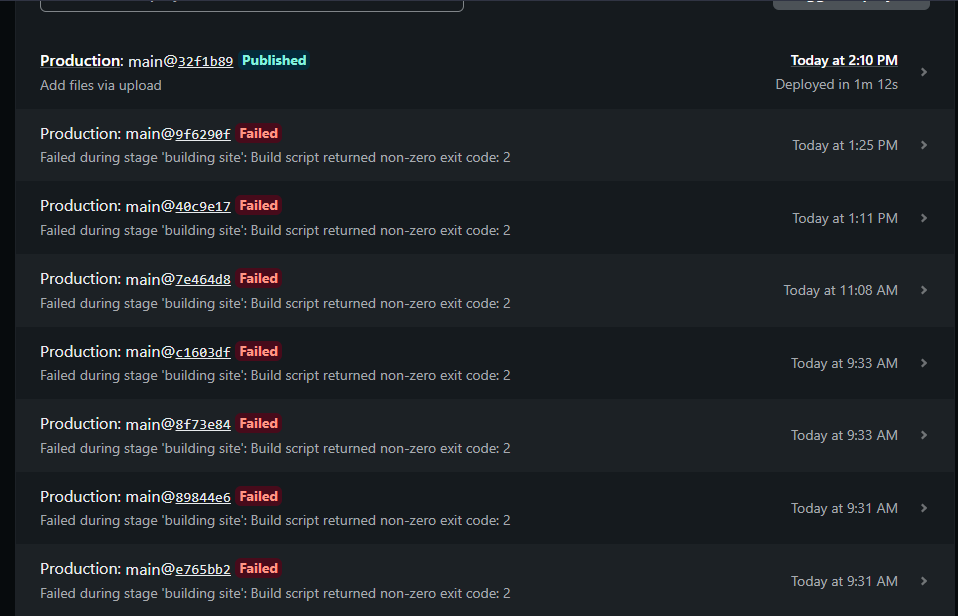 Production: main@32f1b89 Published
Today at 2:10 PM
Add files via upload
Deployed in 1m 12s
Production: main@9f6290f Failed
Failed during stage 'building site': Build script returned non-zero exit code: 2
Today at 1:25 PM
Production: main@40c9e17 Failed
Failed during stage 'building site': Build script returned non-zero exit code: 2
Today at 1:11 PM
Production: main@7e464d8 Failed
Failed during stage 'building site': Build script returned non-zero exit code: 2
Today at 11:08 AM
Production: main@c1603df Failed
Failed during stage 'building site': Build script returned non-zero exit code: 2
Today at 9:33 AM
Production: main@8f73e84 Failed
Failed during stage 'building site': Build script returned non-zero exit code: 2
Today at 9:33 AM
Production: main@89844e6 Failed
Failed during stage 'building site': Build script returned non-zero exit code: 2
Today at 9:31 AM
Production: main@e765bb2 Failed
Failed during stage 'building site': Build script returned non-zero exit code: 2
Today at 9:31 AM